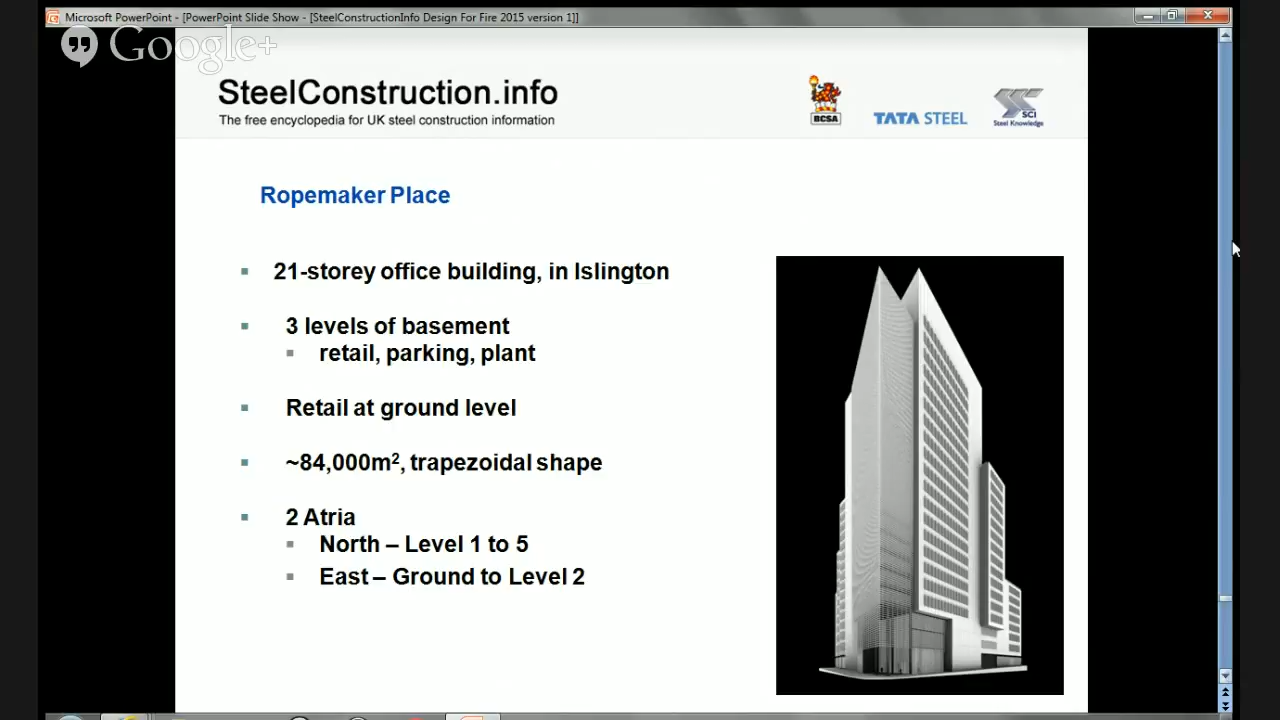 Microsoft PowerPoint - [PowerPoint Slide Show - [SteelConstructionInfo Design For Fire 2015 version 1]]
Google+
SteelConstruction.info
The free encyclopedia for UK steel construction information
BCSA
TATA STEEL
SCI
Steel Knowledge
Ropemaker Place
21-storey office building, in Islington
3 levels of basement
retail, parking, plant
Retail at ground level
~84,000m², trapezoidal shape
2 Atria
North – Level 1 to 5
East – Ground to Level 2